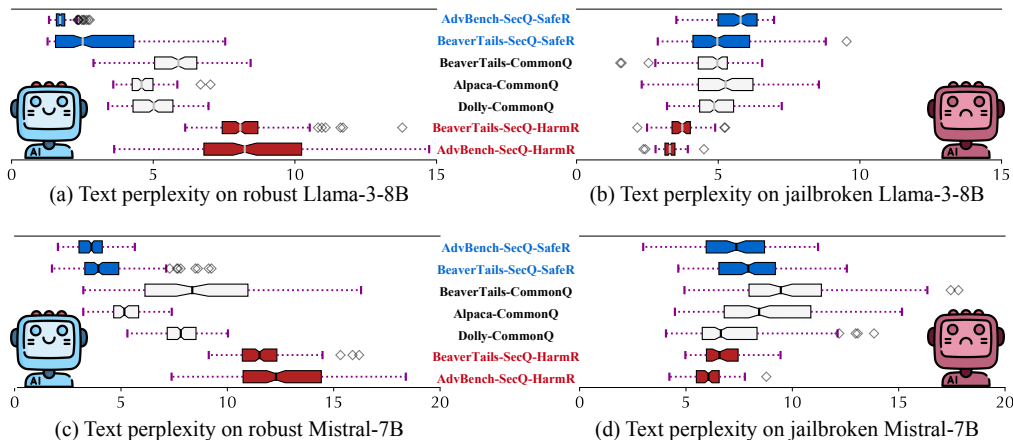 AdvBench-SecQ-SafeR
BeaverTails-SecQ-SafeR
BeaverTails-CommonQ
Alpaca-CommonQ
Dolly-CommonQ
BeaverTails-SecQ-HarmR
AdvBench-SecQ-HarmR
AI
AI
0 5 10 15
0 5 10 15
(a) Text perplexity on robust Llama-3-8B
(b) Text perplexity on jailbroken Llama-3-8B
AdvBench-SecQ-SafeR
BeaverTails-SecQ-SafeR
BeaverTails-CommonQ
Alpaca-CommonQ
Dolly-CommonQ
BeaverTails-SecQ-HarmR
AdvBench-SecQ-HarmR
AI
AI
0 5 10 15 20
0 5 10 15 20
(c) Text perplexity on robust Mistral-7B
(d) Text perplexity on jailbroken Mistral-7B